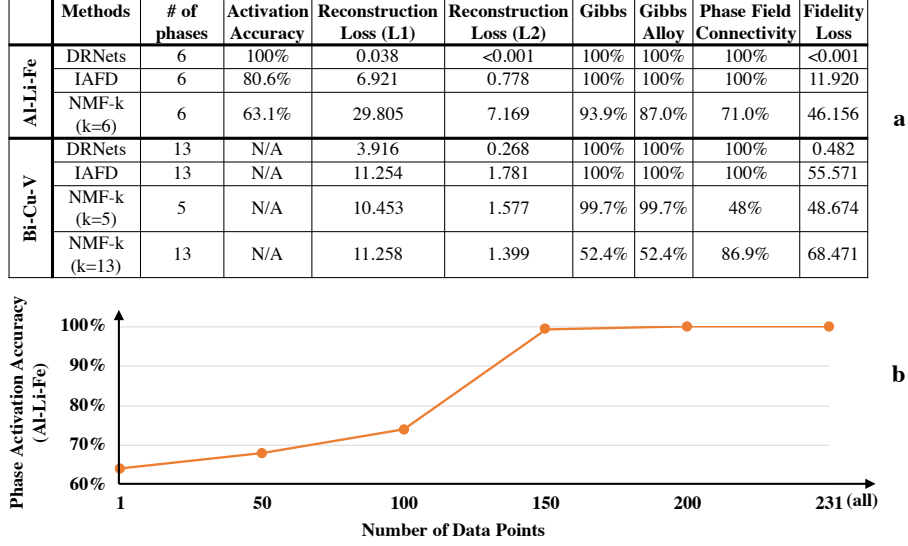 Methods # of phases Activation Accuracy Reconstruction Loss (L1) Reconstruction Loss (L2) Gibbs Gibbs Alloy Phase Field Connectivity Fidelity Loss
Al-Li-Fe
DRNets 6 100% 0.038 <0.001 100% 100% 100% <0.001
IAFD 6 80.6% 6.921 0.778 100% 100% 100% 11.920
NMF-k (k=6) 6 63.1% 29.805 7.169 93.9% 87.0% 71.0% 46.156
a
Bi-Cu-V
DRNets 13 N/A 3.916 0.268 100% 100% 100% 0.482
IAFD 13 N/A 11.254 1.781 100% 100% 100% 55.571
NMF-k (k=5) 5 N/A 10.453 1.577 99.7% 99.7% 48% 48.674
NMF-k (k=13) 13 N/A 11.258 1.399 52.4% 52.4% 86.9% 68.471
Phase Activation Accuracy
(Al-Li-Fe)
100%
90%
80%
70%
60%
b
1 50 100 150 200 231 (all)
Number of Data Points